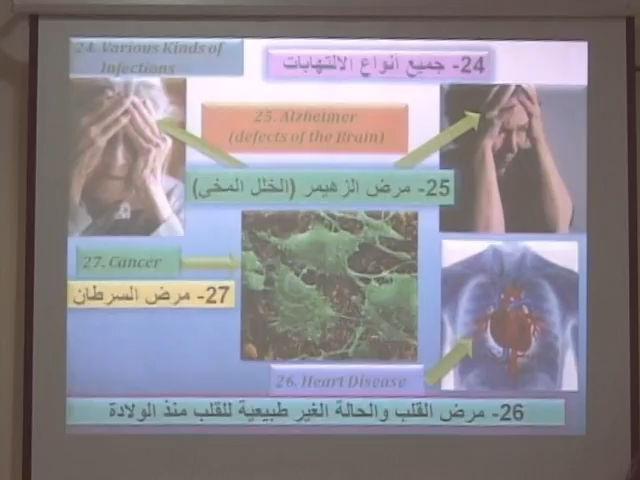 24. Various Kinds of
Infections
24- جميع انواع الالتهابات
25. Alzheimer
(defects of the Brain)
25- مرض الزهيمر (الخلل المخى)
27. Cancer
27- مرض السرطان
26. Heart Disease
26- مرض القلب والحالة الغير طبيعية للقلب منذ الولادة